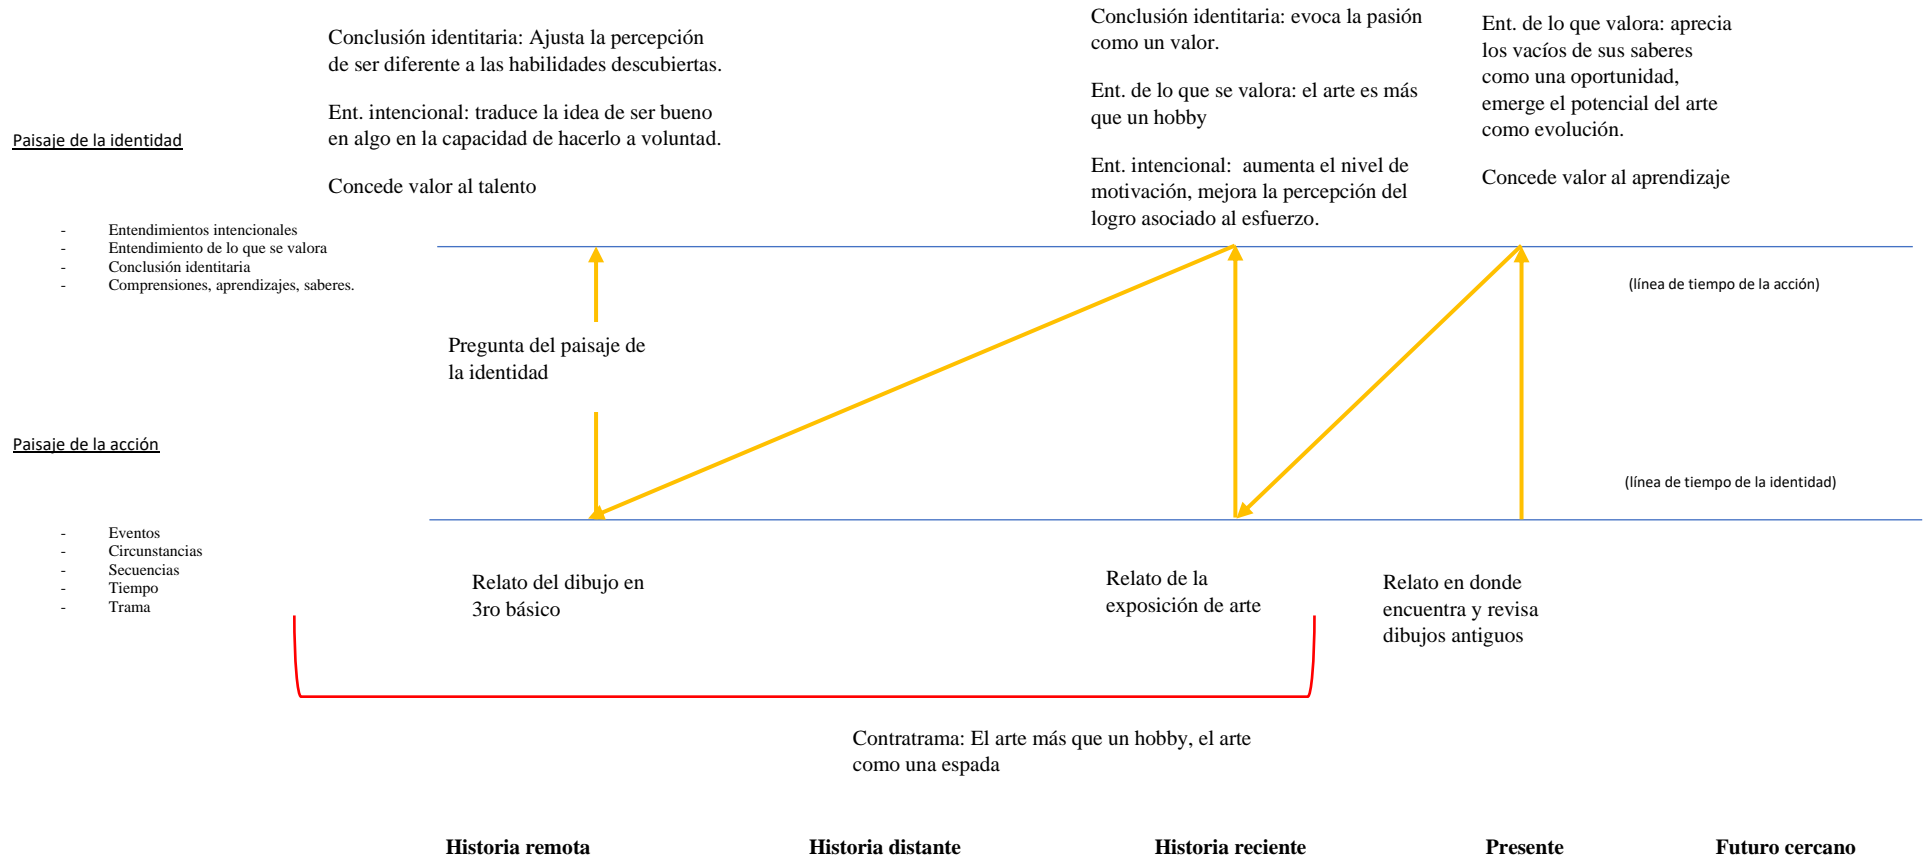 Conclusión identitaria: Ajusta la percepción
de ser diferente a las habilidades descubiertas.
Ent. intencional: traduce la idea de ser bueno
en algo en la capacidad de hacerlo a voluntad.
Concede valor al talento
Conclusión identitaria: evoca la pasión
como un valor.
Ent. de lo que se valora: el arte es más
que un hobby
Ent. intencional:  aumenta el nivel de
motivación, mejora la percepción del
logro asociado al esfuerzo.
Ent. de lo que valora: aprecia
los vacíos de sus saberes
como una oportunidad,
emerge el potencial del arte
como evolución.
Concede valor al aprendizaje
Paisaje de la identidad
- Entendimientos intencionales
- Entendimiento de lo que se valora
- Conclusión identitaria
- Comprensiones, aprendizajes, saberes.
(línea de tiempo de la acción)
Pregunta del paisaje de
la identidad
Paisaje de la acción
(línea de tiempo de la identidad)
- Eventos
- Circunstancias
- Secuencias
- Tiempo
- Trama
Relato del dibujo en
3ro básico
Relato de la
exposición de arte
Relato en donde
encuentra y revisa
dibujos antiguos
Contratrama: El arte más que un hobby, el arte
como una espada
Historia remota
Historia distante
Historia reciente
Presente
Futuro cercano